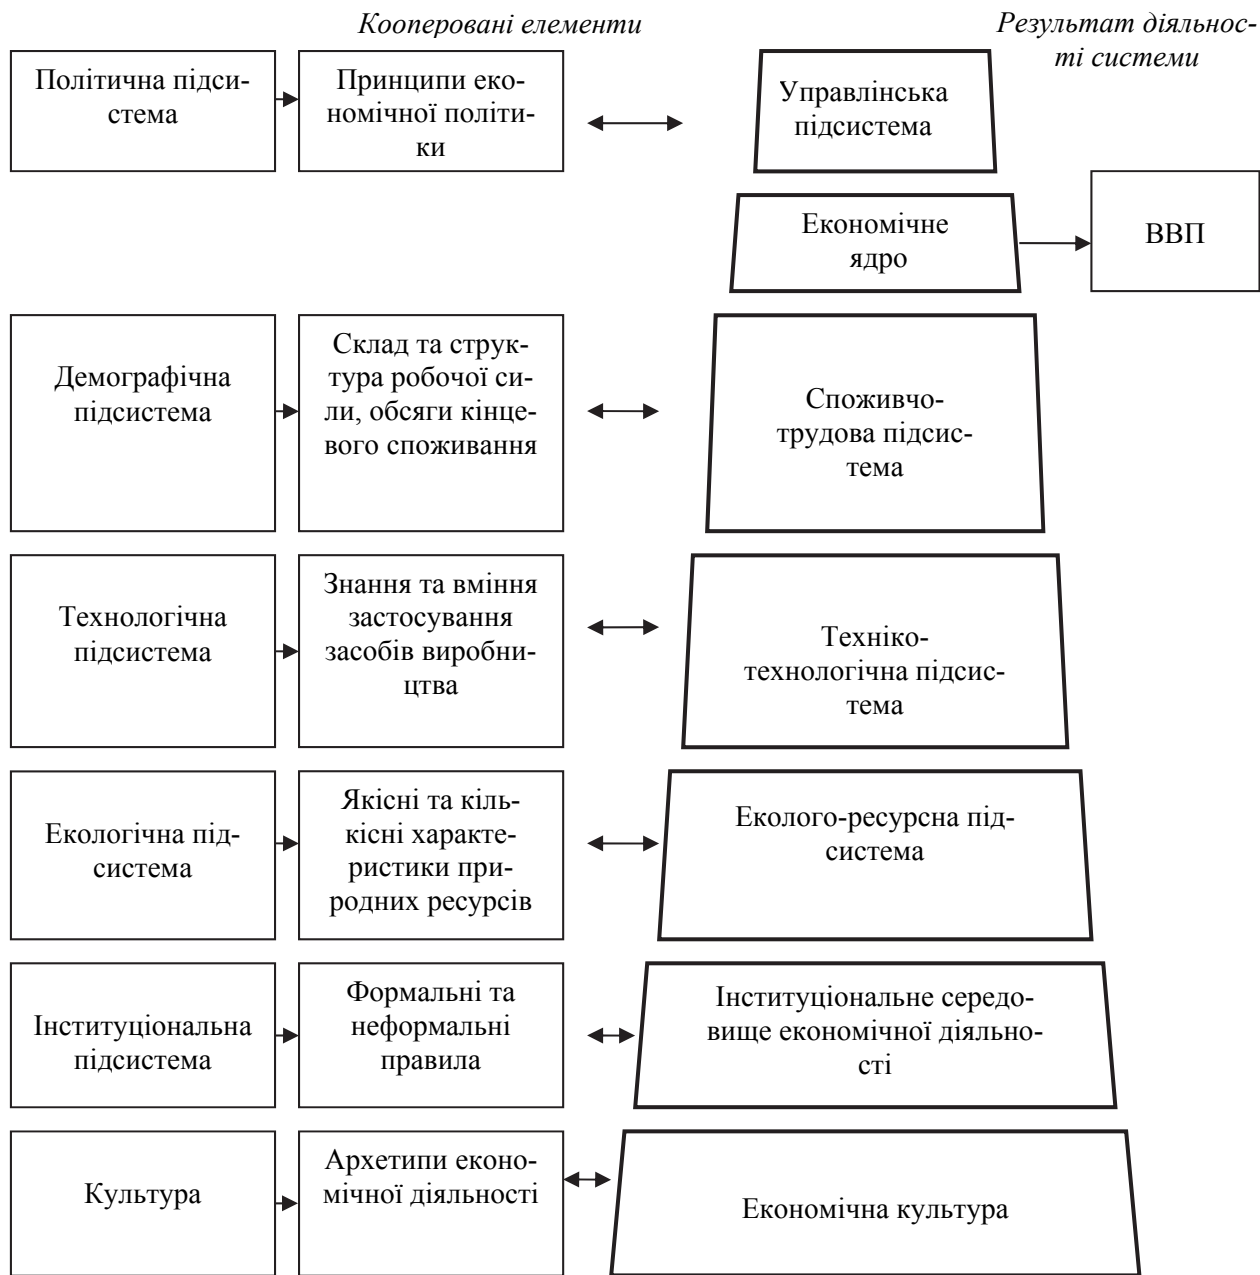 Кооперовані елементи
Результат діяльнос-
ті системи
Політична підси-
стема
Принципи еко-
номічної політи-
ки
Управлінська
підсистема
Економічне
ядро
ВВП
Демографічна
підсистема
Склад та струк-
тура робочої си-
ли, обсяги кінце-
вого споживання
Споживчо-
трудова підсис-
тема
Технологічна
підсистема
Знання та вміння
застосування
засобів виробни-
цтва
Техніко-
технологічна підсис-
тема
Екологічна під-
система
Якісні та кіль-
кісні характе-
ристики при-
родних ресурсів
Еколого-ресурсна під-
система
Інституціональна
підсистема
Формальні та
неформальні
правила
Інституціональне середо-
вище економічної діяльно-
сті
Культура
Архетипи еконо-
мічної діяльності
Економічна культура